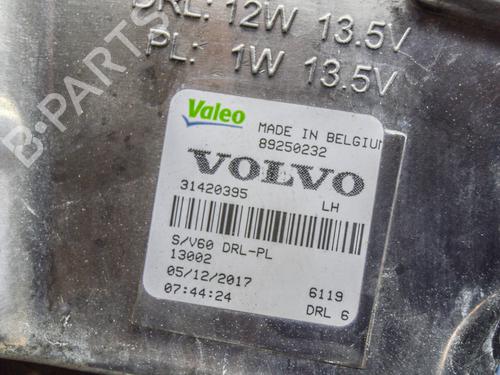 DRL: 12W 13.5V
PL: 1W 13.5V
B-PARTS
Valeo
MADE IN BELGIUM
89250232
VOLVO
31420395 LH
S/V60 DRL-PL
13002
05/12/2017 6119
07:44:24 DRL 6